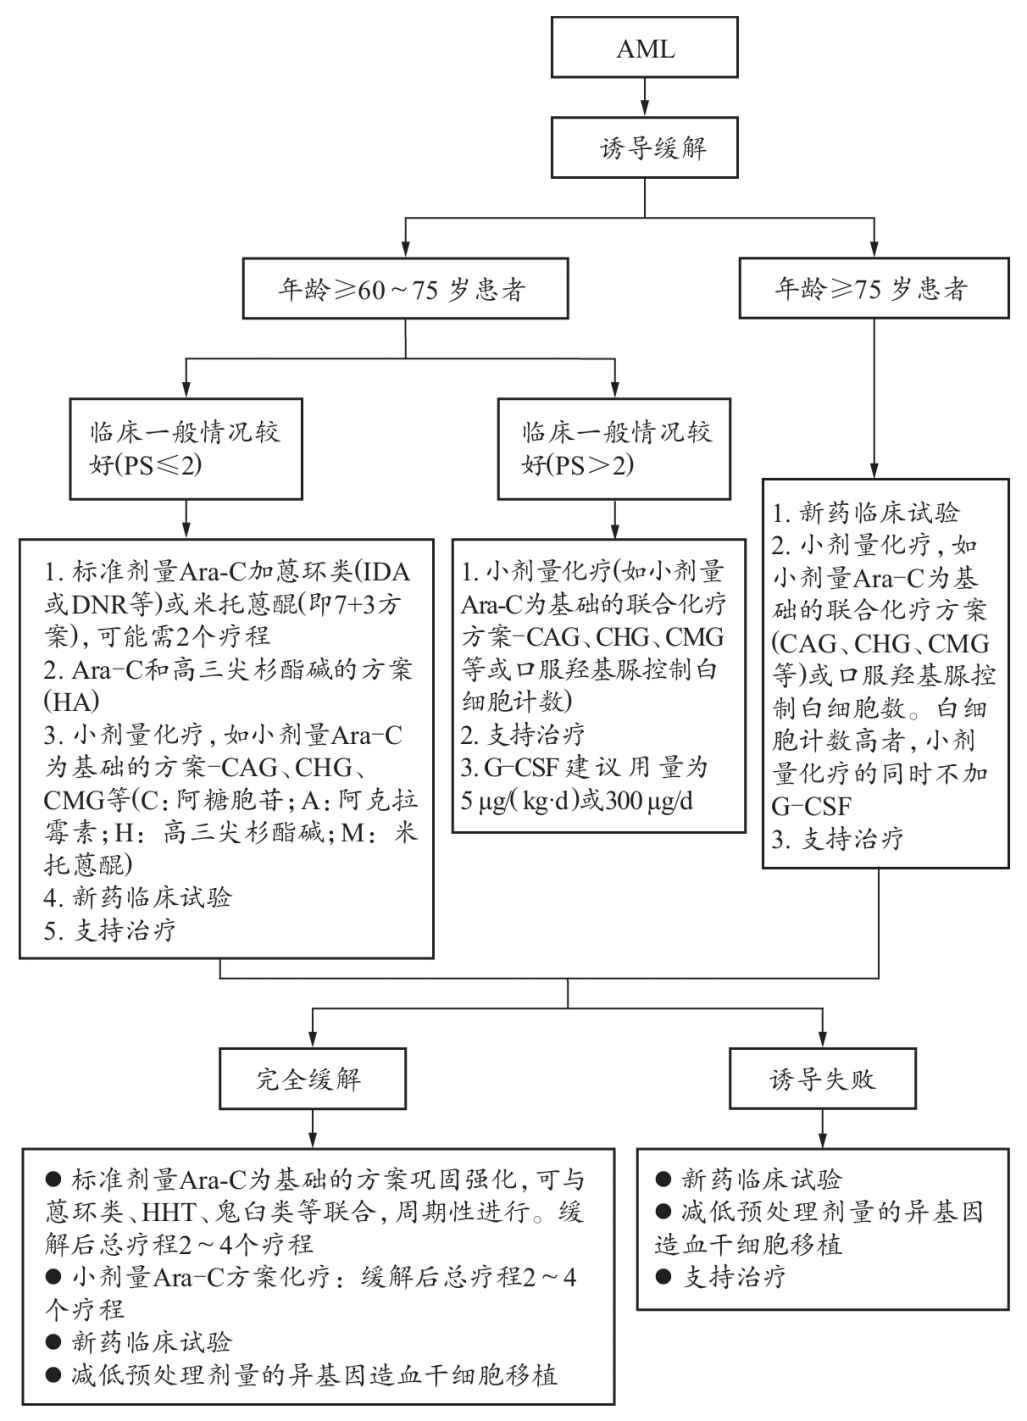 AML
诱导缓解
年龄≥60~75 岁患者
年龄≥75 岁患者
临床一般情况较
好(PS≤2)
临床一般情况较
好(PS>2)
1. 标准剂量Ara-C加蒽环类(IDA
或DNR等)或米托蒽醌(即7+3方
案),可能需2个疗程
2. Ara-C和高三尖杉酯碱的方案
(HA)
3. 小剂量化疗,如小剂量Ara-C
为基础的方案-CAG、CHG、
CMG等(C:阿糖胞苷;A:阿克拉
霉素;H:高三尖杉酯碱;M:米
托蒽醌)
4. 新药临床试验
5. 支持治疗
1. 小剂量化疗(如小剂量
Ara-C为基础的联合化疗
方案-CAG、CHG、CMG
等或口服羟基脲控制白
细胞计数)
2. 支持治疗
3. G-CSF 建议用量为
5 μg/(kg·d)或300 μg/d
1. 新药临床试验
2. 小剂量化疗,如
小剂量Ara-C为基
础的联合化疗方案
(CAG、CHG、CMG
等)或口服羟基脲控
制白细胞数。白细
胞计数高者,小剂
量化疗的同时不加
G-CSF
3. 支持治疗
完全缓解
诱导失败
● 标准剂量Ara-C为基础的方案巩固强化,可与
蒽环类、HHT、鬼臼类等联合,周期性进行。缓
解后总疗程2~4个疗程
● 小剂量Ara-C方案化疗:缓解后总疗程2~4
个疗程
● 新药临床试验
● 减低预处理剂量的异基因造血干细胞移植
● 新药临床试验
● 减低预处理剂量的异基因
造血干细胞移植
● 支持治疗